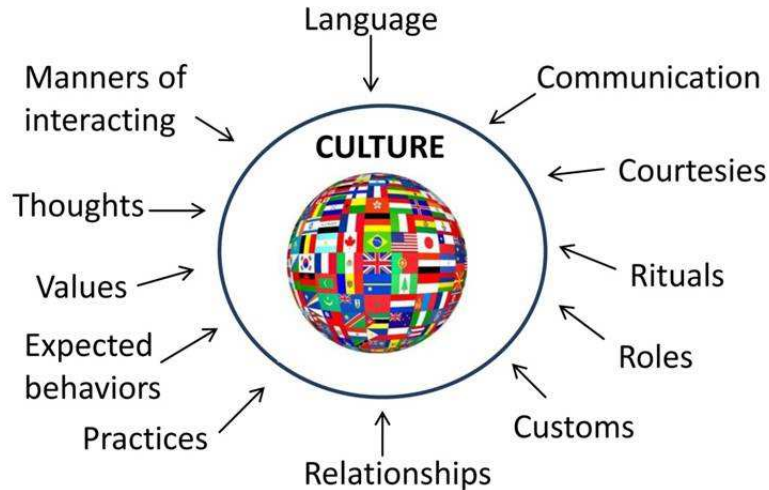 Language
Communication
Manners of
interacting
CULTURE
Courtesies
Thoughts
Rituals
Values
Expected
behaviors
Roles
Customs
Practices
Relationships